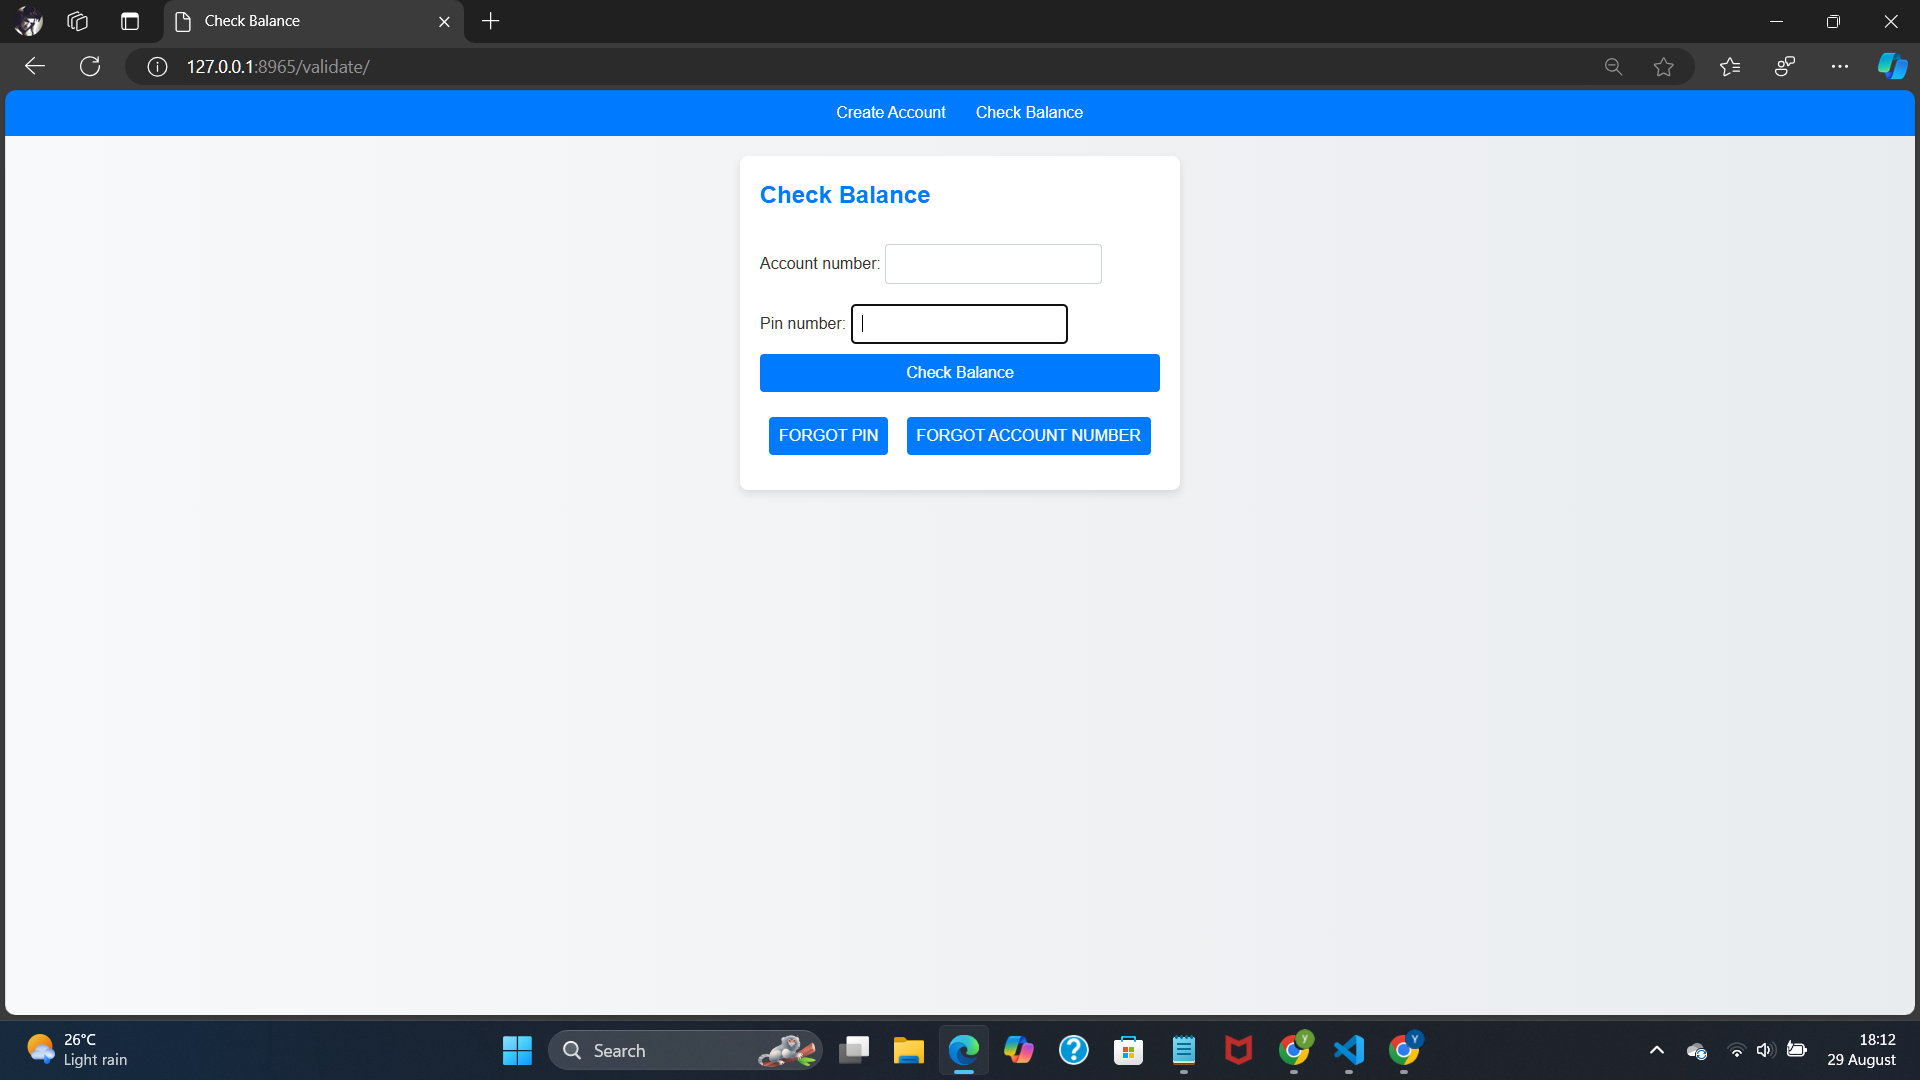 Check Balance
127.0.0.1:8965/validate/
Create Account Check Balance
Check Balance
Account number:
Pin number:
Check Balance
FORGOT PIN FORGOT ACCOUNT NUMBER
26°C
Light rain
Search
y
Y
18:12
29 August